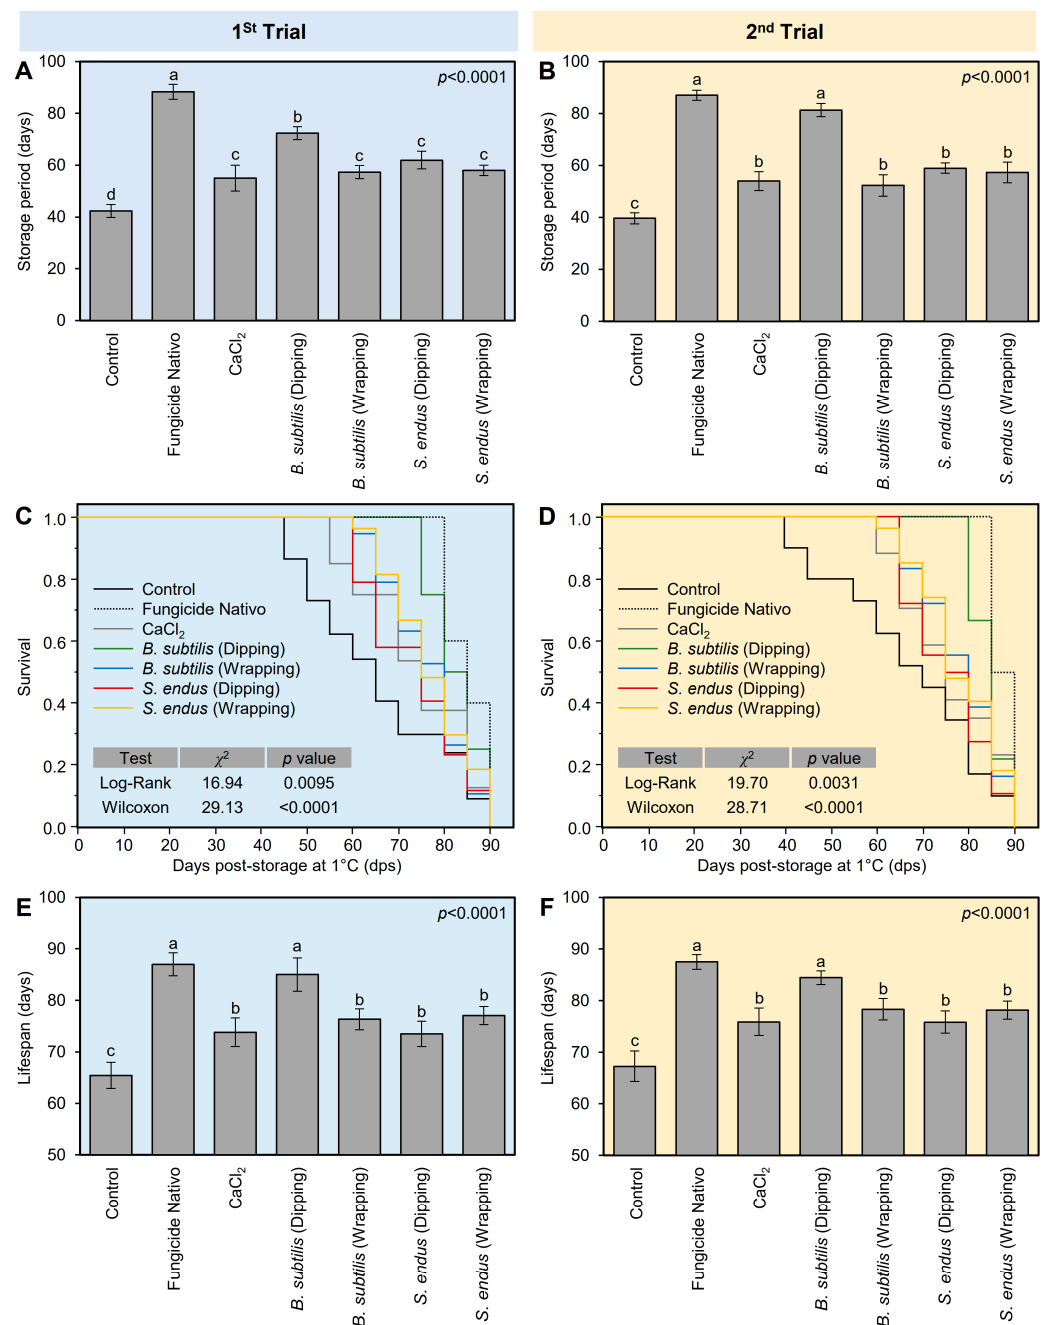 1St Trial
2nd Trial
A
p<0.0001
Storage period (days)
100
80
60
40
20
0
d
a
c
b
c
c
c
Control
Fungicide Nativo
CaCl2
B. subtilis (Dipping)
B. subtilis (Wrapping)
S. endus (Dipping)
S. endus (Wrapping)
B
p<0.0001
Storage period (days)
100
80
60
40
20
0
c
a
b
a
b
b
b
Control
Fungicide Nativo
CaCl2
B. subtilis (Dipping)
B. subtilis (Wrapping)
S. endus (Dipping)
S. endus (Wrapping)
C
Survival
1.0
0.8
0.6
0.4
0.2
0.0
Control
Fungicide Nativo
CaCl2
B. subtilis (Dipping)
B. subtilis (Wrapping)
S. endus (Dipping)
S. endus (Wrapping)
Test χ2 p value
Log-Rank 16.94 0.0095
Wilcoxon 29.13 <0.0001
0 10 20 30 40 50 60 70 80 90
Days post-storage at 1°C (dps)
D
Survival
1.0
0.8
0.6
0.4
0.2
0.0
Control
Fungicide Nativo
CaCl2
B. subtilis (Dipping)
B. subtilis (Wrapping)
S. endus (Dipping)
S. endus (Wrapping)
Test χ2 p value
Log-Rank 19.70 0.0031
Wilcoxon 28.71 <0.0001
0 10 20 30 40 50 60 70 80 90
Days post-storage at 1°C (dps)
E
p<0.0001
Lifespan (days)
100
90
80
70
60
50
c
a
b
a
b
b
b
Control
Fungicide Nativo
CaCl2
B. subtilis (Dipping)
B. subtilis (Wrapping)
S. endus (Dipping)
S. endus (Wrapping)
F
p<0.0001
Lifespan (days)
100
90
80
70
60
50
c
a
b
a
b
b
b
Control
Fungicide Nativo
CaCl2
B. subtilis (Dipping)
B. subtilis (Wrapping)
S. endus (Dipping)
S. endus (Wrapping)